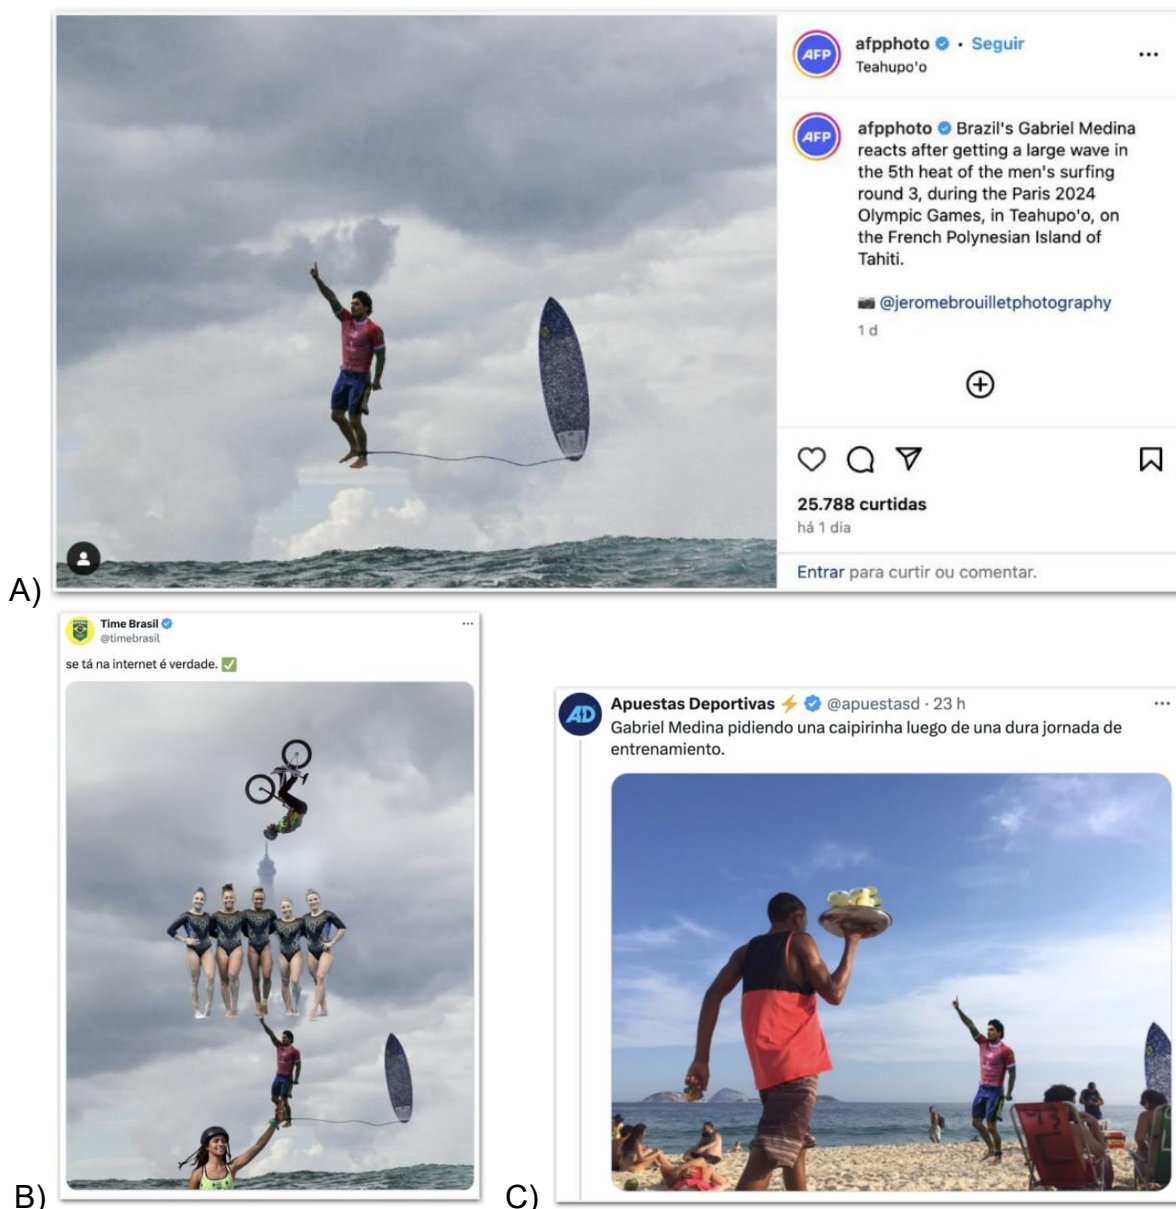 afpphoto • Seguir
Teahupo'o
AFP
AFP
afpphoto Brazil's Gabriel Medina
reacts after getting a large wave in
the 5th heat of the men's surfing
round 3, during the Paris 2024
Olympic Games, in Teahupo'o, on
the French Polynesian Island of
Tahiti.
📷 @jeromebrouilletphotography
1 d
25.788 curtidas
há 1 dia
Entrar para curtir ou comentar.
A)
Time Brasil
@timebrasil
se tá na internet é verdade. ✅
B)
AD
Apuestas Deportivas ⚡ @apuestasd · 23 h
Gabriel Medina pidiendo una caipirinha luego de una dura jornada de
entrenamiento.
C)